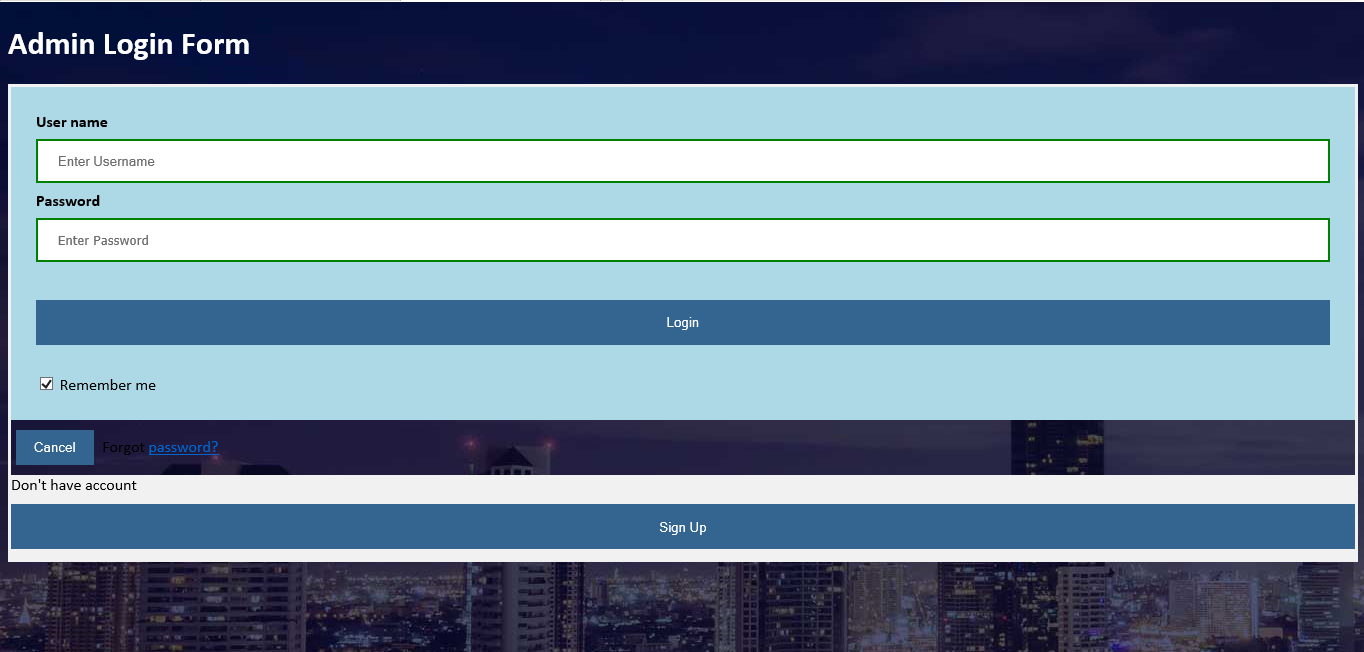 Admin Login Form
User name
Enter Username
Password
Enter Password
Login
Remember me
Cancel Forgot password?
Don't have account
Sign Up